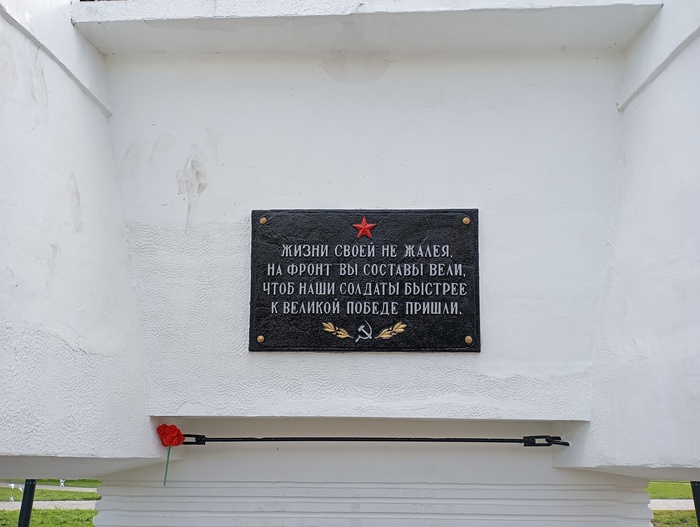 ЖИЗНИ СВОЕЙ НЕ ЖАЛЕЯ,
НА ФРОНТ ВЫ СОСТАВЫ ВЕЛИ,
ЧТОБ НАШИ СОЛДАТЫ БЫСТРЕЕ
К ВЕЛИКОЙ ПОБЕДЕ ПРИШЛИ.